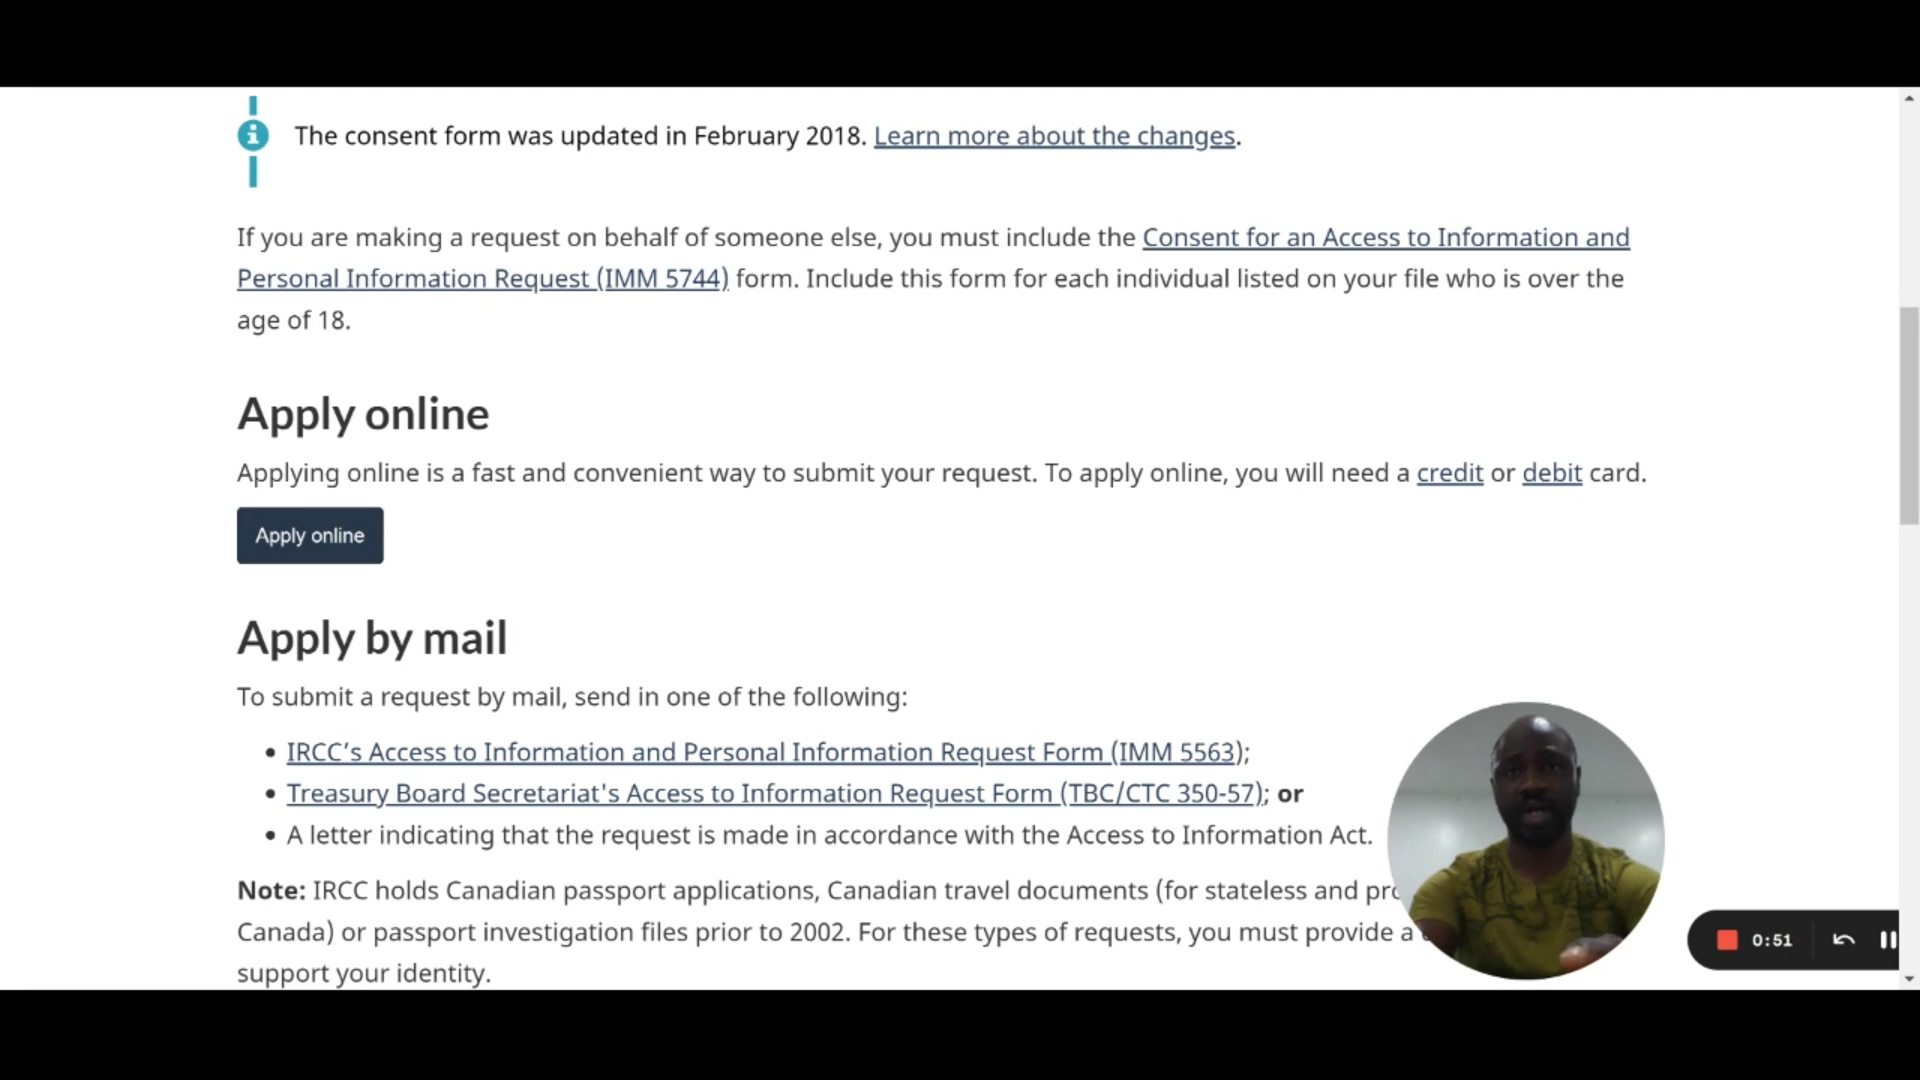 The consent form was updated in February 2018. Learn more about the changes.
If you are making a request on behalf of someone else, you must include the Consent for an Access to Information and
Personal Information Request (IMM 5744) form. Include this form for each individual listed on your file who is over the
age of 18.
Apply online
Applying online is a fast and convenient way to submit your request. To apply online, you will need a credit or debit card.
Apply online
Apply by mail
To submit a request by mail, send in one of the following:
• IRCC’s Access to Information and Personal Information Request Form (IMM 5563);
• Treasury Board Secretariat's Access to Information Request Form (TBC/CTC 350-57); or
• A letter indicating that the request is made in accordance with the Access to Information Act.
Note: IRCC holds Canadian passport applications, Canadian travel documents (for stateless and
Canada) or passport investigation files prior to 2002. For these types of requests, you must provide a
support your identity.
0:51